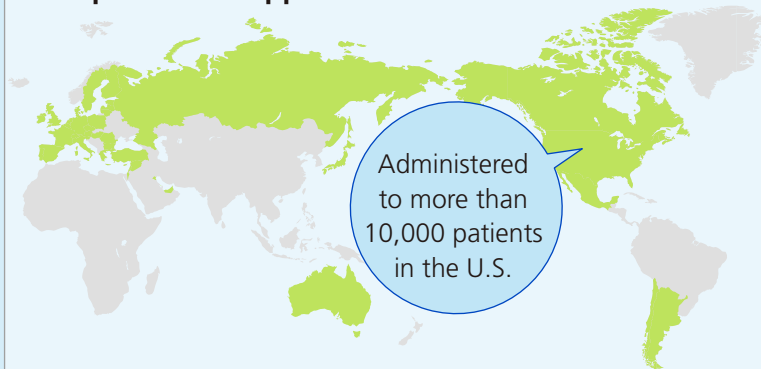 Administered
to more than
10,000 patients
in the U.S.